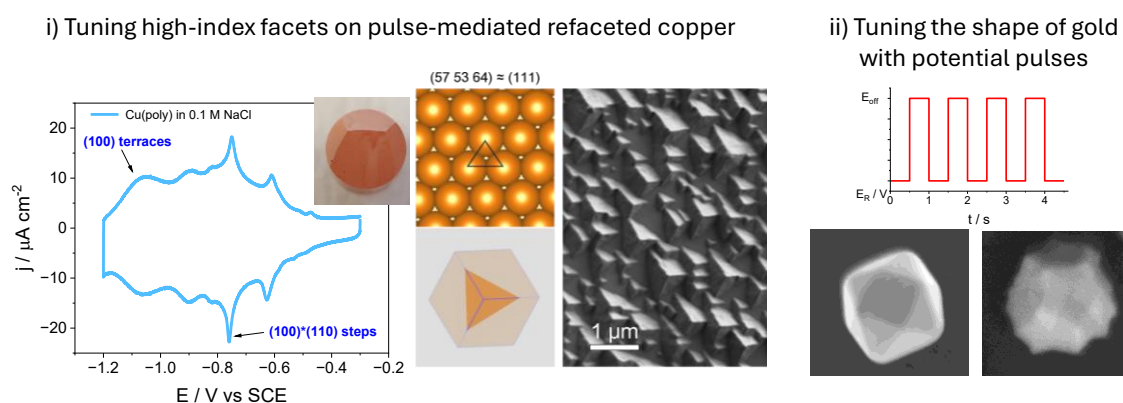 i) Tuning high-index facets on pulse-mediated refaceted copper
ii) Tuning the shape of gold
with potential pulses
Cu(poly) in 0.1 M NaCl
(100) terraces
(100)*(110) steps
20
10
0
−10
−20
j / µA cm⁻²
−1.2
−1.0
−0.8
−0.6
−0.4
−0.2
E / V vs SCE
(57 53 64) ≈ (111)
1 µm
E_off
E_R / V
0
1
2
3
4
t / s